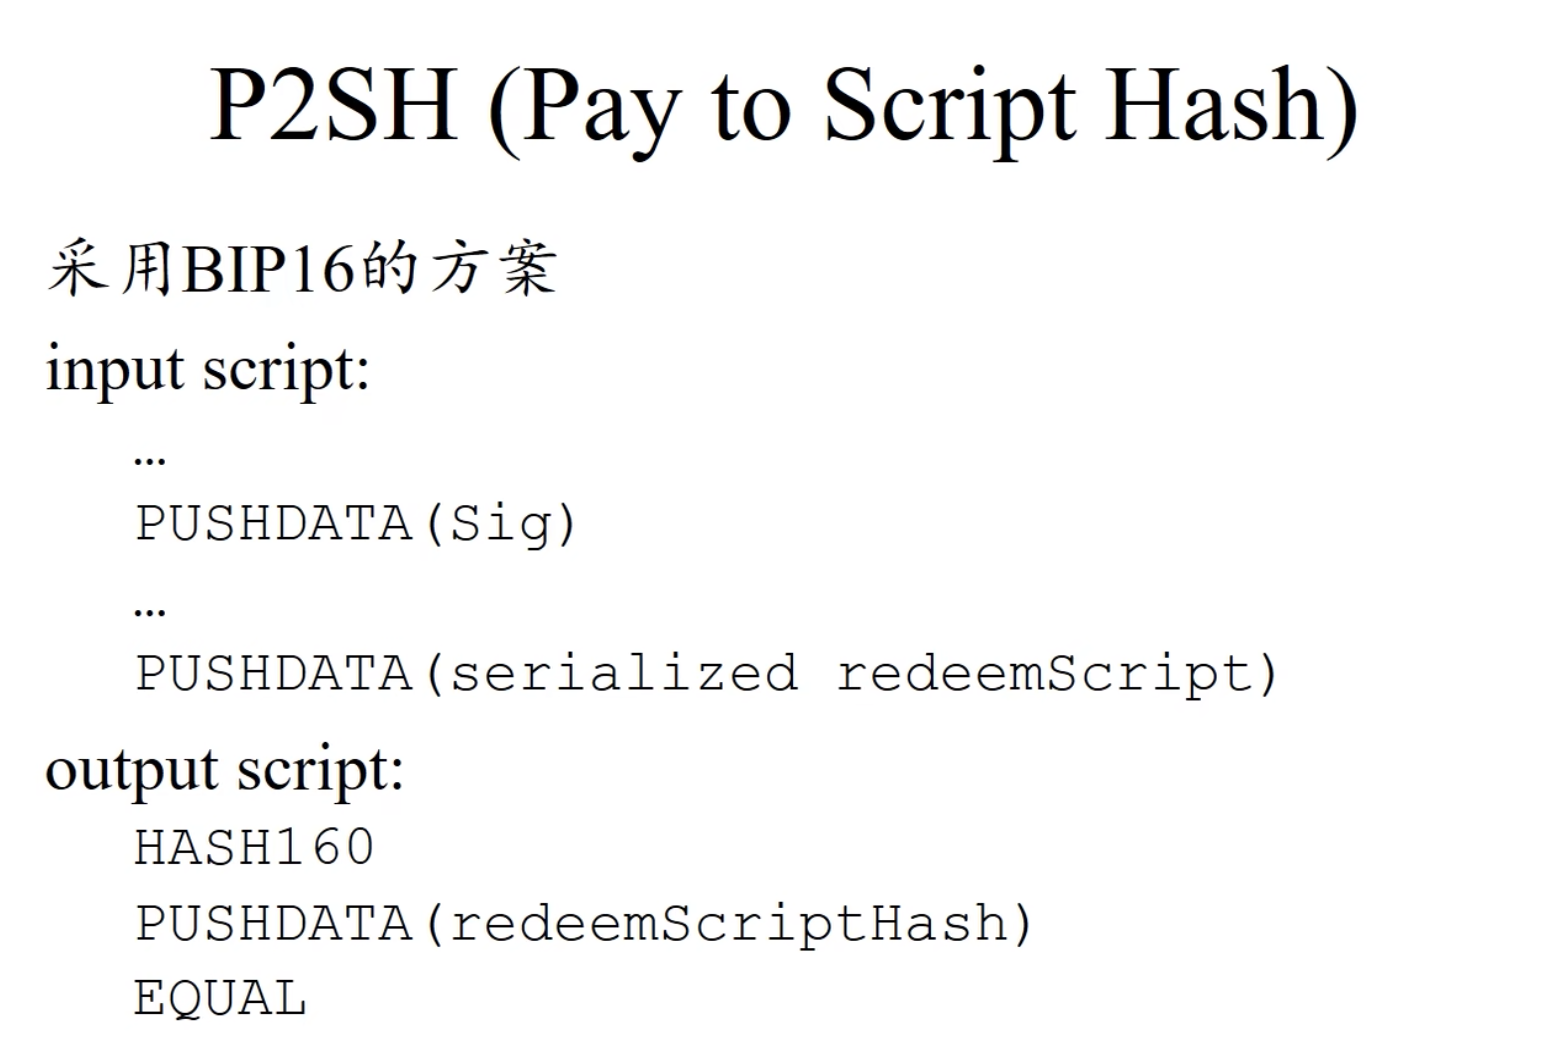 P2SH (Pay to Script Hash)
采用BIP16的方案
input script:
…
PUSHDATA(Sig)
…
PUSHDATA(serialized redeemScript)
output script:
HASH160
PUSHDATA(redeemScriptHash)
EQUAL